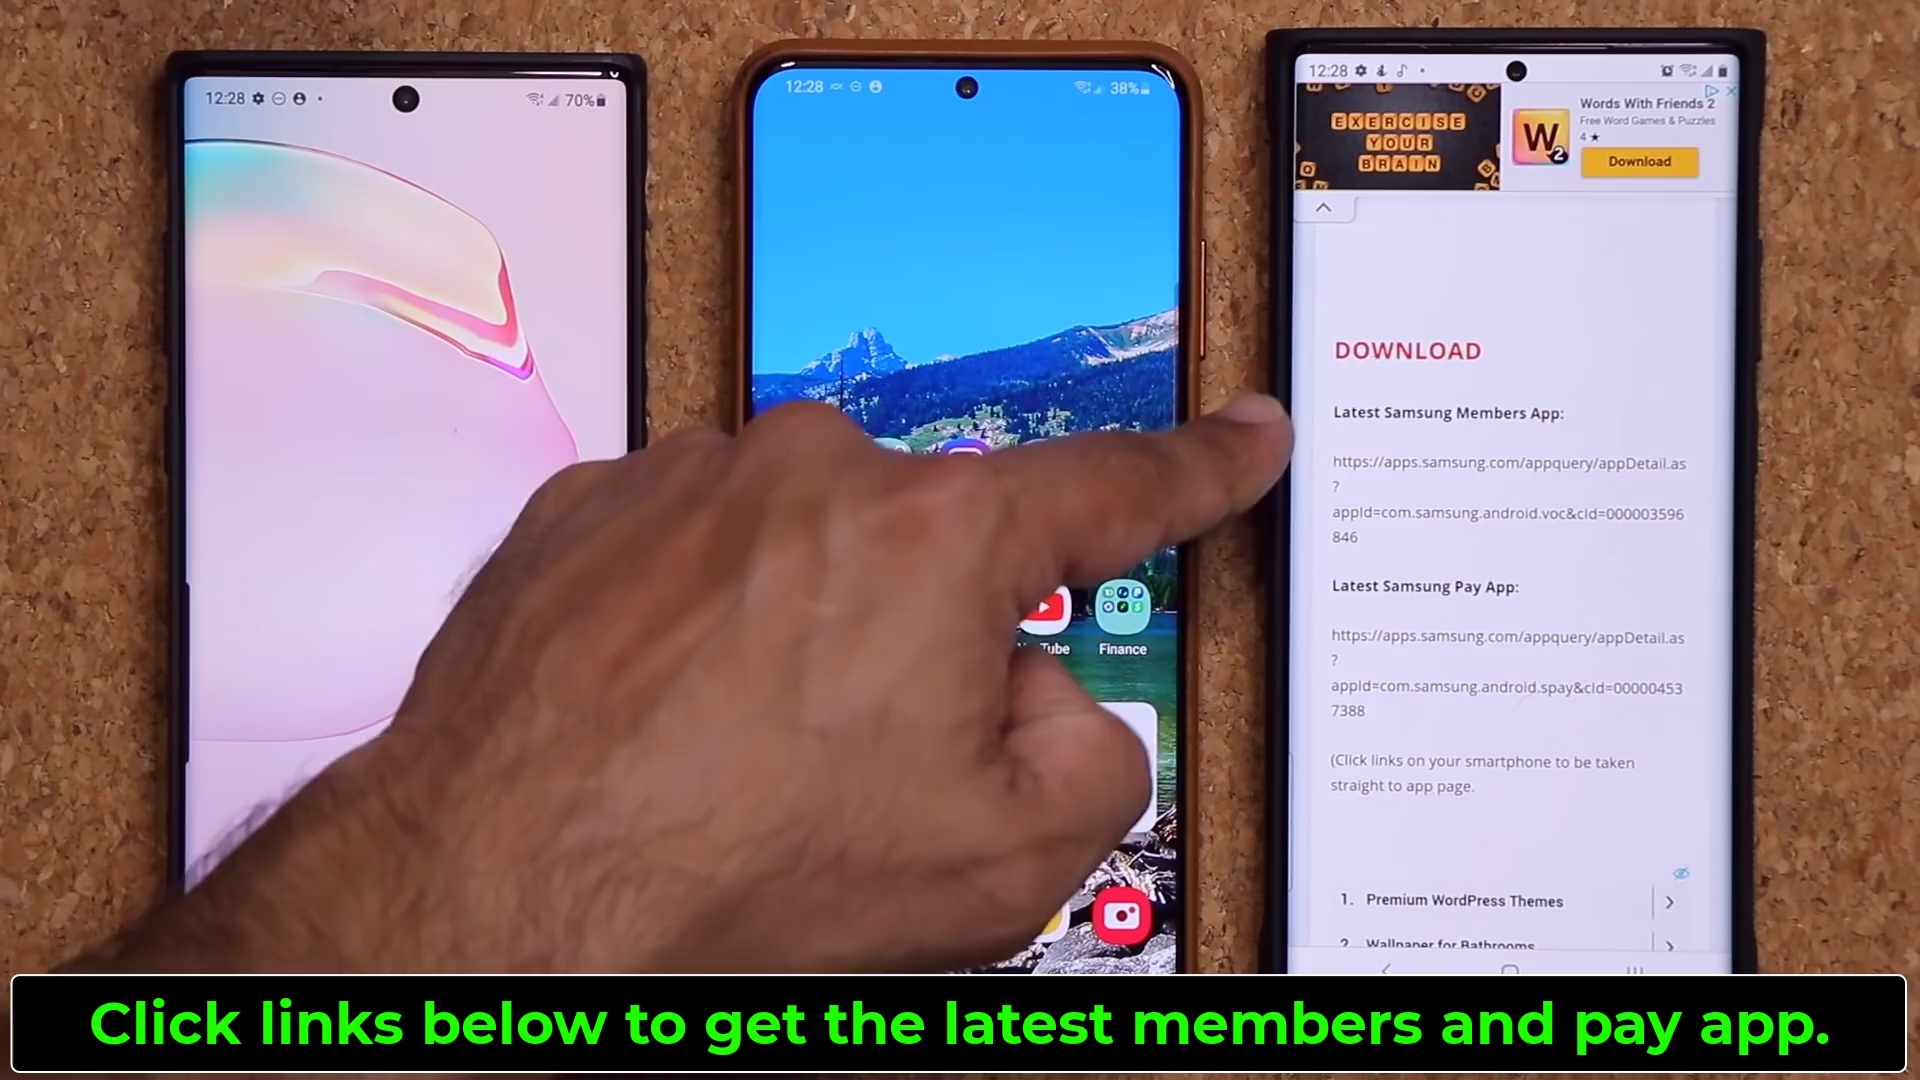 12:28
70%
12:28
38%
Finance
12:28
EXERCISE
YOUR
BRAIN
W
2
Words With Friends 2
Free Word Games & Puzzles
4 ★
Download
DOWNLOAD
Latest Samsung Members App:
https://apps.samsung.com/appquery/appDetail.as
?
appId=com.samsung.android.voc&cId=000003596
846
Latest Samsung Pay App:
https://apps.samsung.com/appquery/appDetail.as
?
appId=com.samsung.android.spay&cId=00000453
7388
(Click links on your smartphone to be taken
straight to app page.
1. Premium WordPress Themes
2. Wallpaper for Bathrooms
Click links below to get the latest members and pay app.